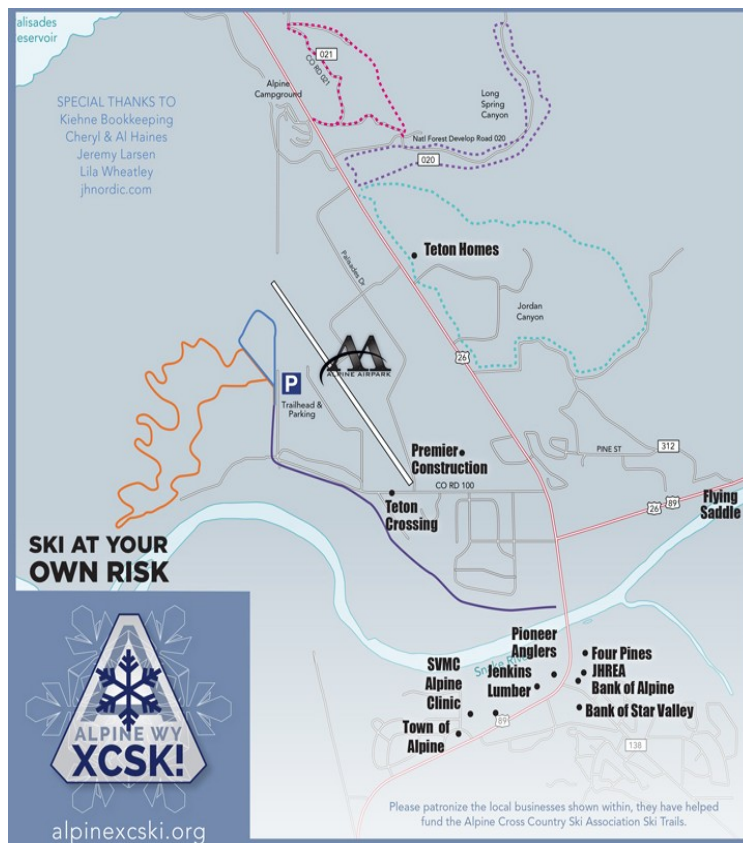 alisades
eservoir
SPECIAL THANKS TO
Kiehne Bookkeeping
Cheryl & Al Haines
Jeremy Larsen
Lila Wheatley
jhnordic.com
021
CO RD 021
Alpine
Campground
Long
Spring
Canyon
Natl Forest Develop Road 020
020
Teton Homes
Palisades Dr
Jordan
Canyon
26
AA
ALPINE AIRPARK
P
Trailhead &
Parking
Premier
Construction
PINE ST
312
CO RD 100
Teton
Crossing
26
89
Flying
Saddle
SKI AT YOUR
OWN RISK
Snake River
Pioneer
Anglers
SVMC
Alpine
Clinic
Jenkins
Lumber
Four Pines
JHREA
Bank of Alpine
Bank of Star Valley
Town of
Alpine
89
138
ALPINE WY
XCSK!
alpinexcski.org
Please patronize the local businesses shown within, they have helped
fund the Alpine Cross Country Ski Association Ski Trails.